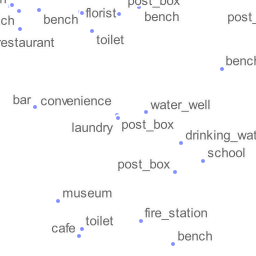 post_box
florist
bench
bench
post_
restaurant
toilet
bench
bar
convenience
water_well
laundry
post_box
drinking_wat
school
post_box
museum
toilet
fire_station
cafe
bench